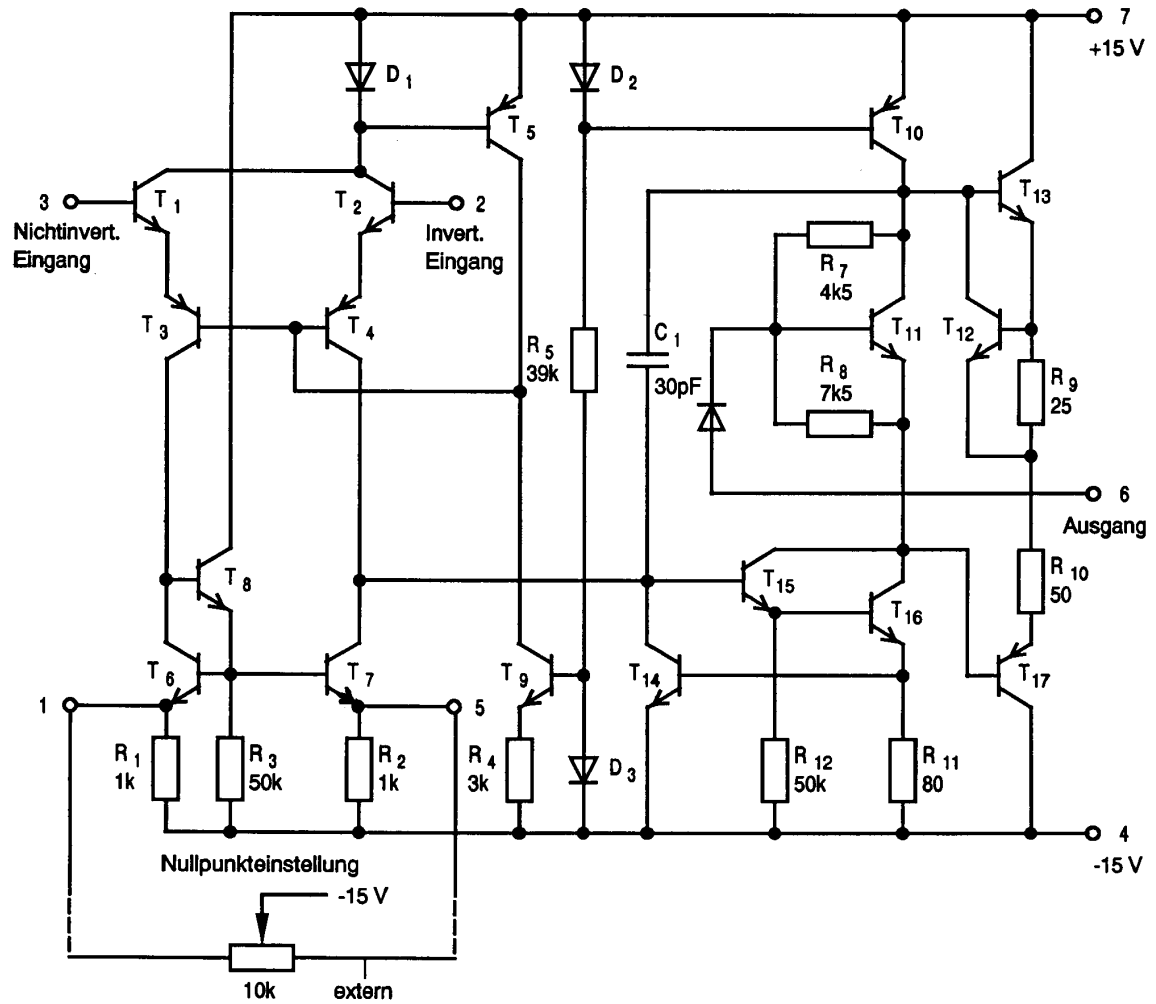 7
+15 V
D 1
D 2
T 5
T 10
3
T 1
T 2
2
T 13
Nichtinvert.
Eingang
Invert.
Eingang
R 7
4k5
T 3
T 4
R 5
39k
C 1
30pF
T 11
T 12
R 8
7k5
R 9
25
6
Ausgang
T 8
T 15
T 16
R 10
50
T 6
T 7
T 9
T 14
T 17
1
5
R 1
1k
R 3
50k
R 2
1k
R 4
3k
D 3
R 12
50k
R 11
80
4
-15 V
Nullpunkteinstellung
-15 V
10k
extern